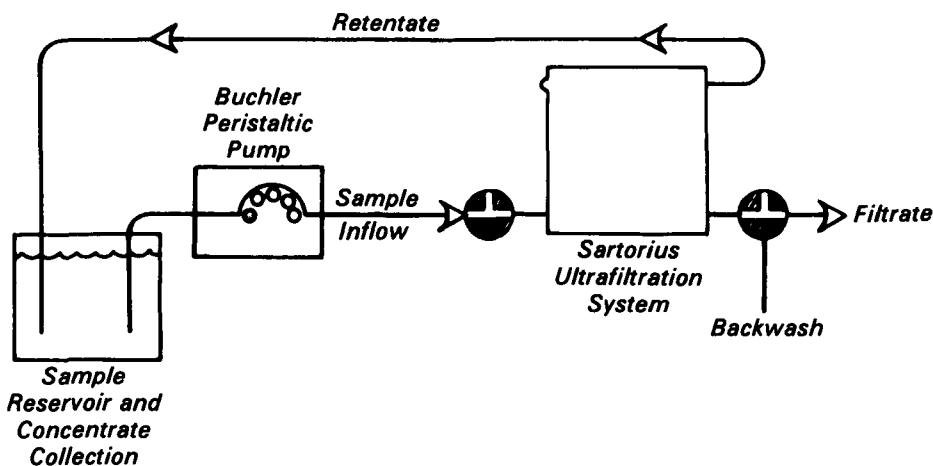 Retentate
Buchler
Peristaltic
Pump
Sample
Inflow
Filtrate
Sartorius
Ultrafiltration
System
Backwash
Sample
Reservoir and
Concentrate
Collection